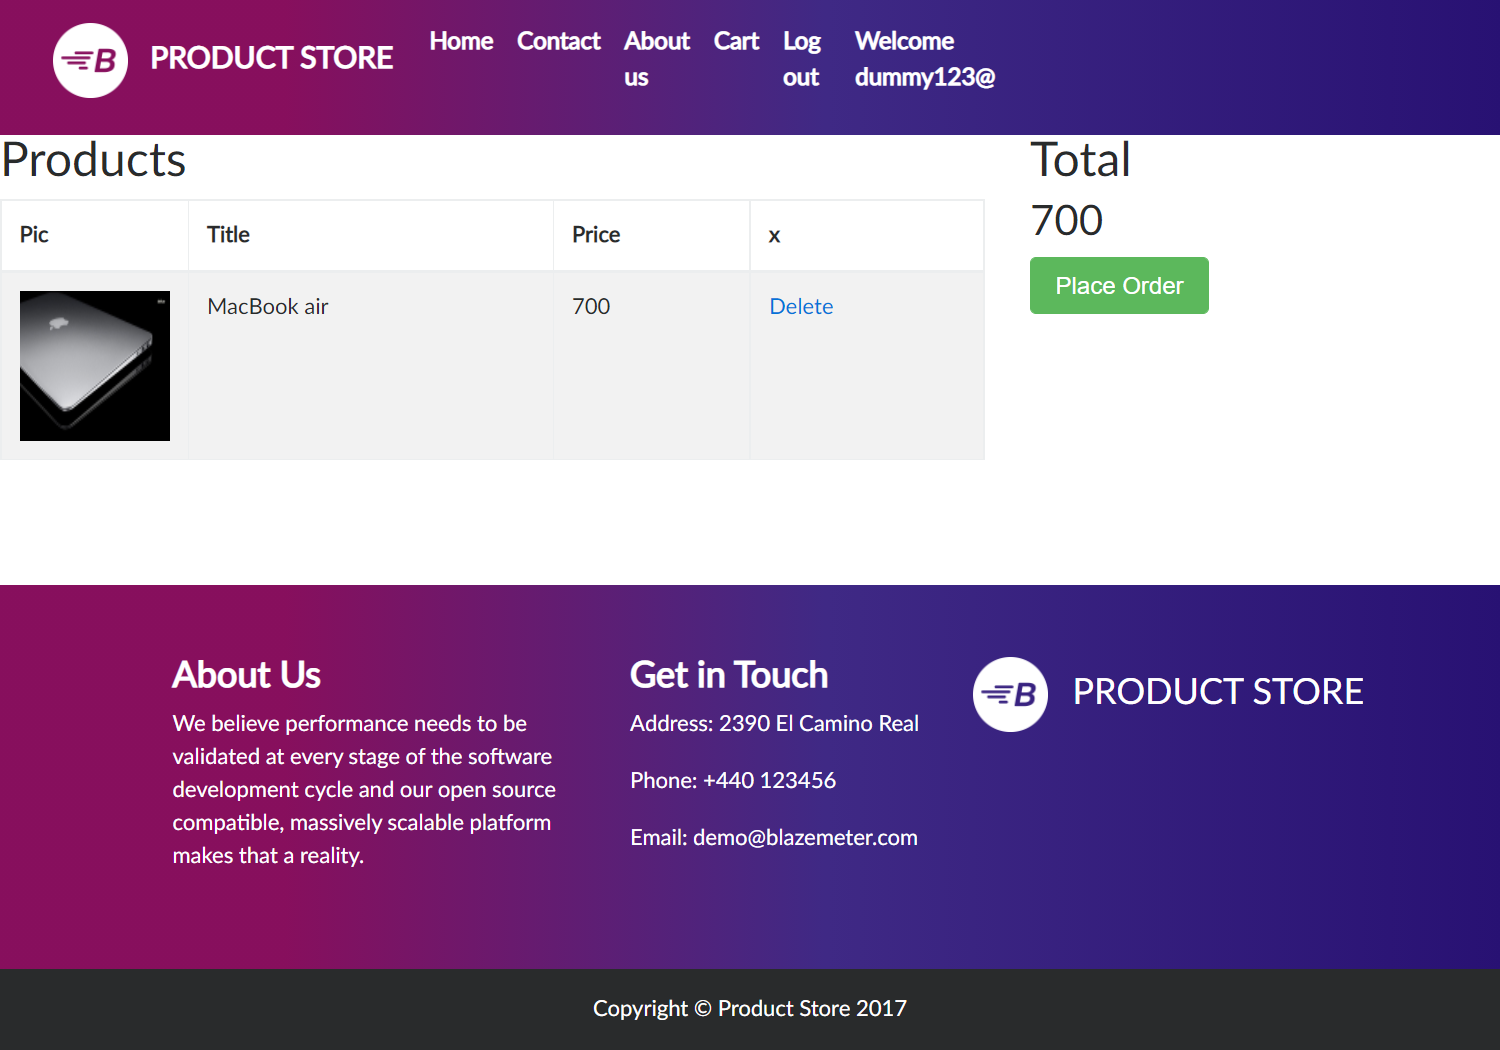 B PRODUCT STORE Home Contact About us Cart Log out Welcome dummy123@
Products
Total
700
Place Order
Pic Title Price x
MacBook air 700 Delete
About Us
We believe performance needs to be
validated at every stage of the software
development cycle and our open source
compatible, massively scalable platform
makes that a reality.
Get in Touch
Address: 2390 El Camino Real
Phone: +440 123456
Email: demo@blazemeter.com
B PRODUCT STORE
Copyright © Product Store 2017